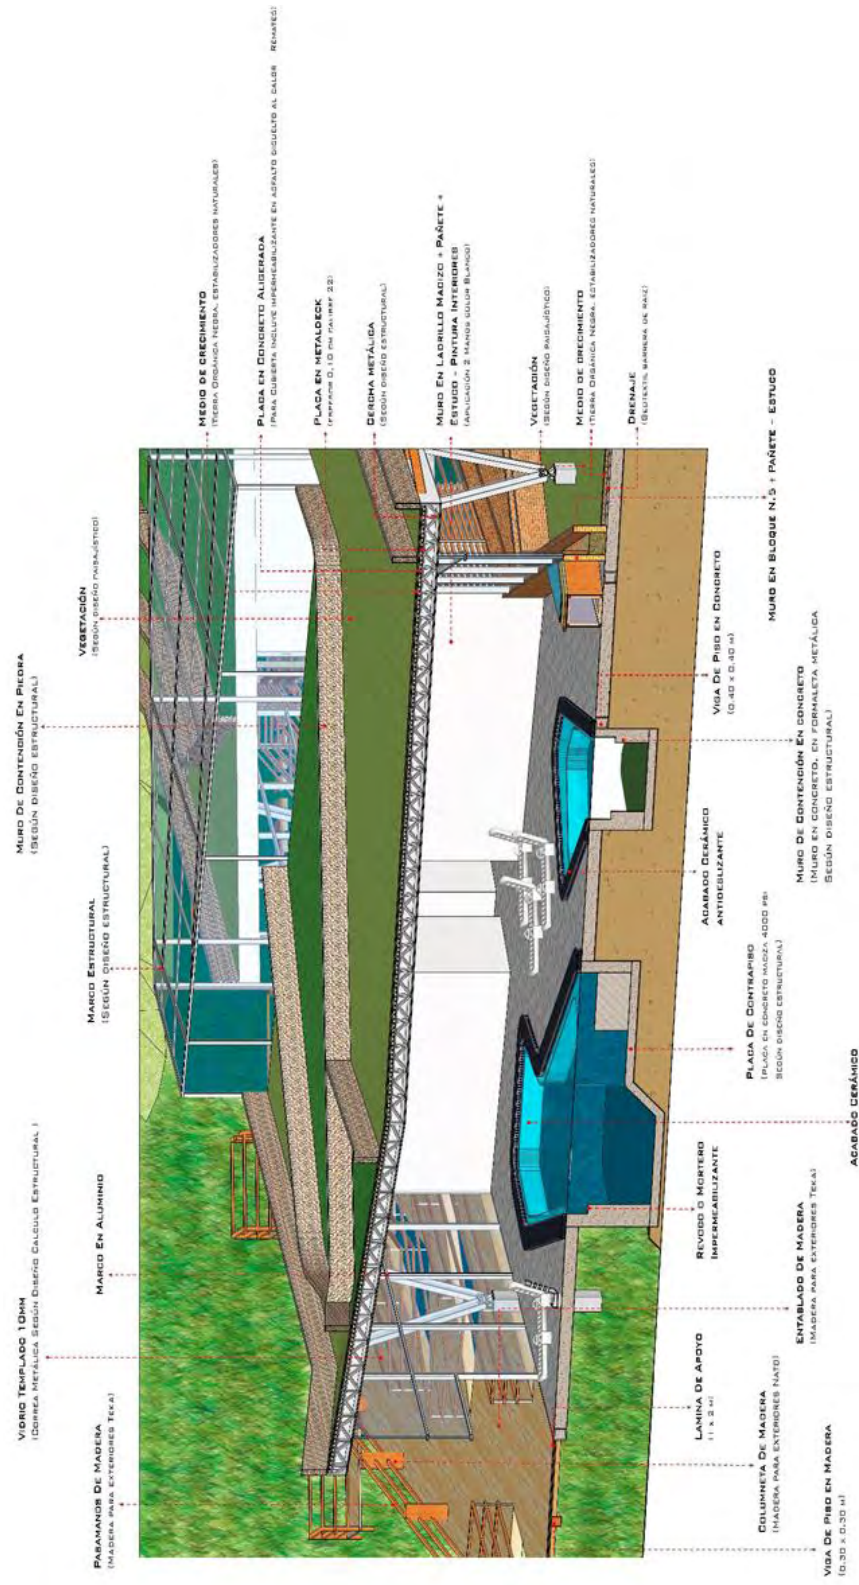 PASAMANOS DE MADERA
(MADERA PARA EXTERIORES TEKA)
VIDRIO TEMPLADO 10MM
(CORREA METÁLICA SEGÚN DISEÑO CALCULO ESTRUCTURAL )
MARCO EN ALUMINIO
MARCO ESTRUCTURAL
(SEGÚN DISEÑO ESTRUCTURAL)
MURO DE CONTENCIÓN EN PIEDRA
(SEGÚN DISEÑO ESTRUCTURAL)
VEGETACIÓN
(SEGÚN DISEÑO PAISAJÍSTICO)
MEDIO DE CRECIMIENTO
(TIERRA ORGÁNICA NEGRA, ESTABILIZADORES NATURALES)
PLACA EN CONCRETO ALIGERADA
(PARA CUBIERTA INCLUYE IMPERMEABILIZANTE EN ASFALTO DISUELTO AL CALOR REMATES)
PLACA EN METALDECK
(ESPESOR 0,10 CM CALIBRE 22)
CERCHA METÁLICA
(SEGÚN DISEÑO ESTRUCTURAL)
MURO EN LADRILLO MACIZO + PAÑETE +
ESTUCO - PINTURA INTERIORES
(APLICACIÓN 2 MANOS COLOR BLANCO)
VEGETACIÓN
(SEGÚN DISEÑO PAISAJÍSTICO)
MEDIO DE CRECIMIENTO
(TIERRA ORGÁNICA NEGRA, ESTABILIZADORES NATURALES)
DRENAJE
(GEOTEXTIL BARRERA DE RAIZ)
VIGA DE PISO EN MADERA
(0.30 X 0.30 M)
COLUMNETA DE MADERA
(MADERA PARA EXTERIORES NATO)
LAMINA DE APOYO
(1 X 2 M)
ENTABLADO DE MADERA
(MADERA PARA EXTERIORES TEKA)
REVOCO O MORTERO
IMPERMEABILIZANTE
ACABADO CERÁMICO
PLACA DE CONTRAPISO
(PLACA EN CONCRETO MACIZA 4000 PSI
SEGÚN DISEÑO ESTRUCTURAL)
ACABADO CERÁMICO
ANTIDESLIZANTE
MURO DE CONTENCIÓN EN CONCRETO
(MURO EN CONCRETO, EN FORMALETA METÁLICA
SEGÚN DISEÑO ESTRUCTURAL)
VIGA DE PISO EN CONCRETO
(0.40 X 0.40 M)
MURO EN BLOQUE N.5 + PAÑETE - ESTUCO